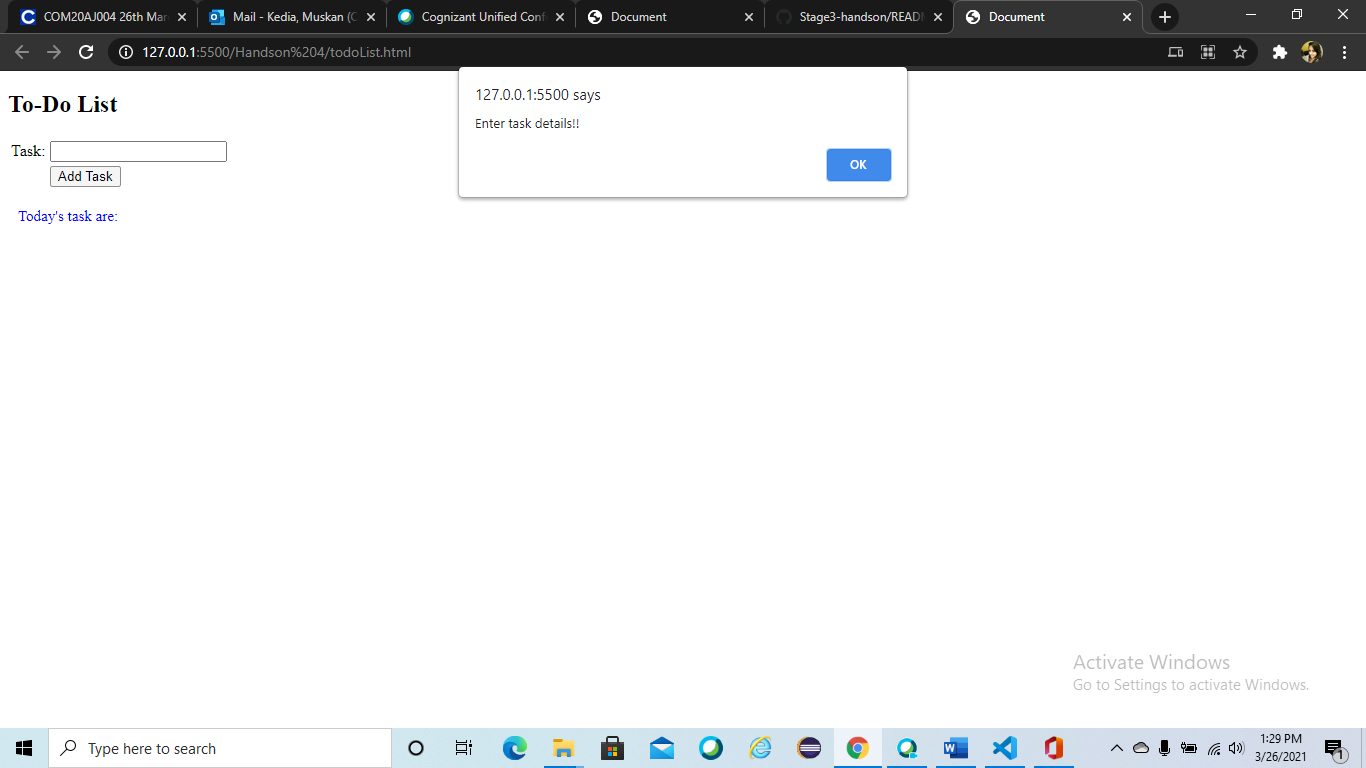 COM20AJ004 26th Mar
Mail - Kedia, Muskan (C
Cognizant Unified Conf
Document
Stage3-handson/READ
Document
127.0.0.1:5500/Handson%204/todoList.html
127.0.0.1:5500 says
Enter task details!!
OK
To-Do List
Task:
Add Task
Today's task are:
Activate Windows
Go to Settings to activate Windows.
Type here to search
1:29 PM
3/26/2021
1